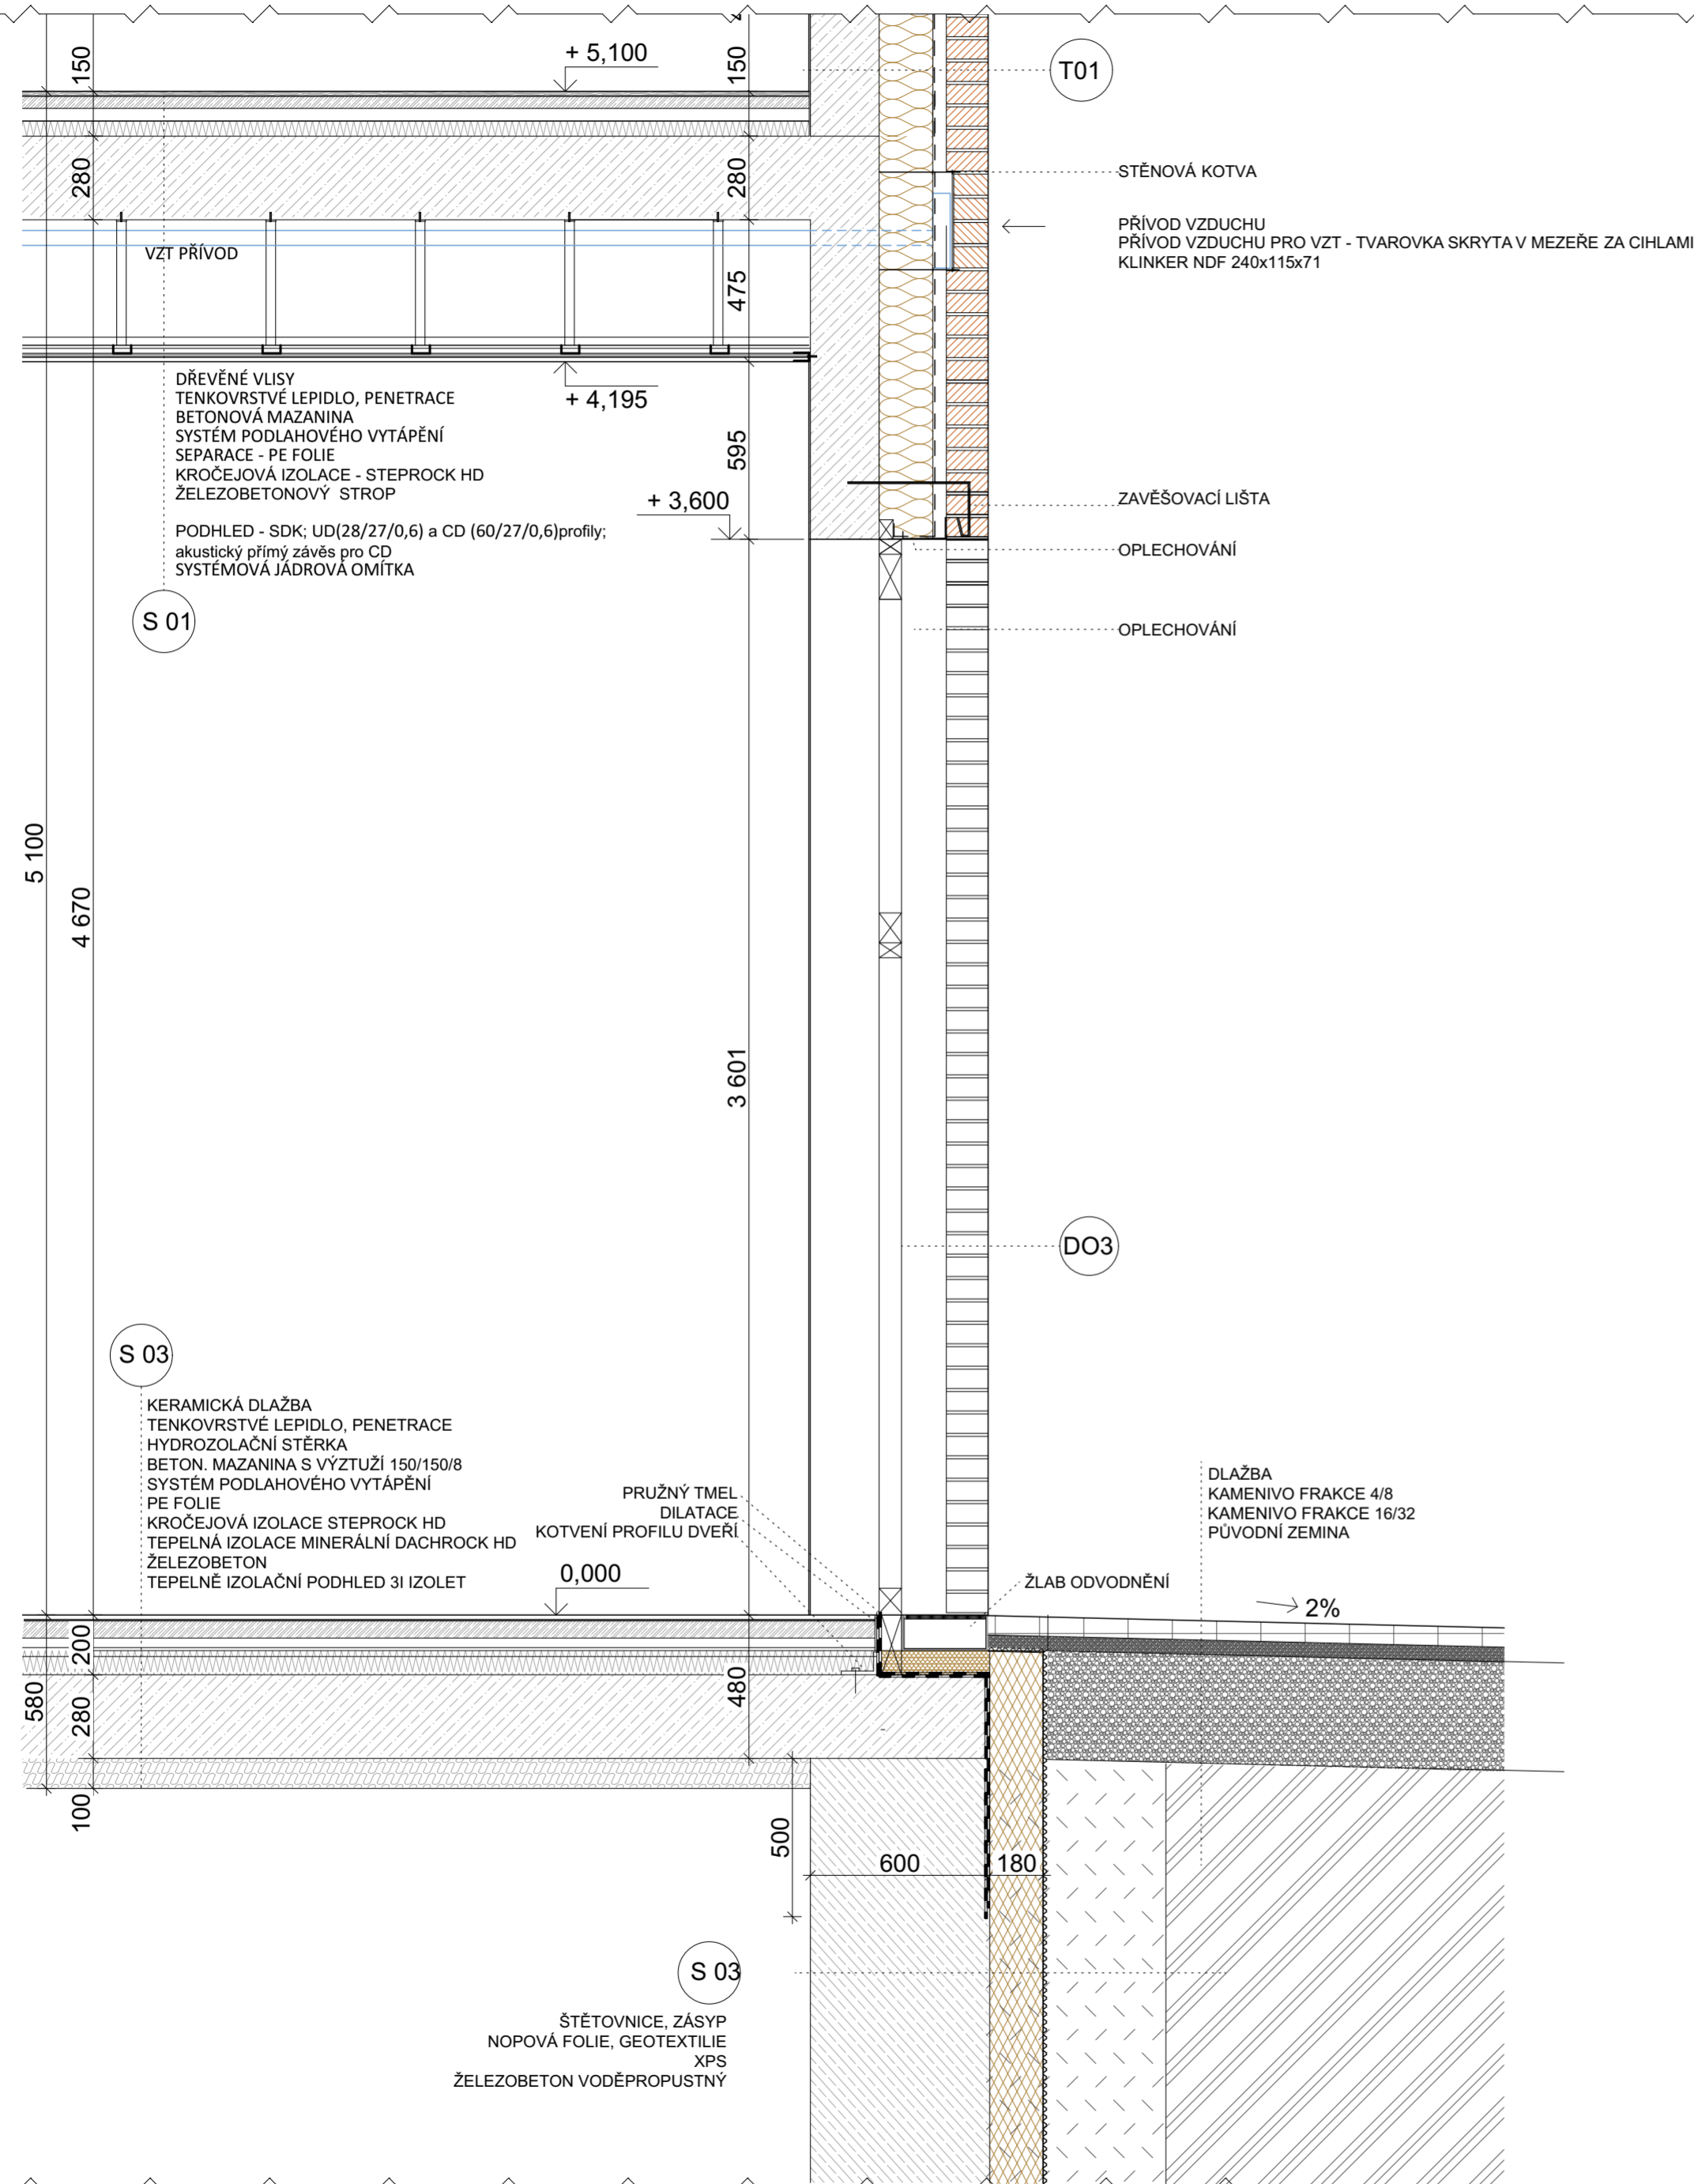 150
+ 5,100
150
T01
280
280
STĚNOVÁ KOTVA
PŘÍVOD VZDUCHU
PŘÍVOD VZDUCHU PRO VZT - TVAROVKA SKRYTA V MEZEŘE ZA CIHLAMI
KLINKER NDF 240x115x71
VZT PŘÍVOD
475
DŘEVĚNÉ VLISY
TENKOVRSTVÉ LEPIDLO, PENETRACE
BETONOVÁ MAZANINA
SYSTÉM PODLAHOVÉHO VYTÁPĚNÍ
SEPARACE - PE FOLIE
KROČEJOVÁ IZOLACE - STEPROCK HD
ŽELEZOBETONOVÝ STROP
PODHLED - SDK; UD(28/27/0,6) a CD (60/27/0,6)profily;
akustický přímý závěs pro CD
SYSTÉMOVÁ JÁDROVÁ OMÍTKA
+ 4,195
595
+ 3,600
ZAVĚŠOVACÍ LIŠTA
OPLECHOVÁNÍ
OPLECHOVÁNÍ
S 01
5 100
4 670
3 601
DO3
S 03
KERAMICKÁ DLAŽBA
TENKOVRSTVÉ LEPIDLO, PENETRACE
HYDROZOLAČNÍ STĚRKA
BETON. MAZANINA S VÝZTUŽÍ 150/150/8
SYSTÉM PODLAHOVÉHO VYTÁPĚNÍ
PE FOLIE
KROČEJOVÁ IZOLACE STEPROCK HD
TEPELNÁ IZOLACE MINERÁLNÍ DACHROCK HD
ŽELEZOBETON
TEPELNĚ IZOLAČNÍ PODHLED 3I IZOLET
PRUŽNÝ TMEL
DILATACE
KOTVENÍ PROFILU DVEŘÍ
0,000
DLAŽBA
KAMENIVO FRAKCE 4/8
KAMENIVO FRAKCE 16/32
PŮVODNÍ ZEMINA
ŽLAB ODVODNĚNÍ
2%
200
580
280
480
100
500
600
180
S 03
ŠTĚTOVNICE, ZÁSYP
NOPOVÁ FOLIE, GEOTEXTILIE
XPS
ŽELEZOBETON VODĚPROPUSTNÝ